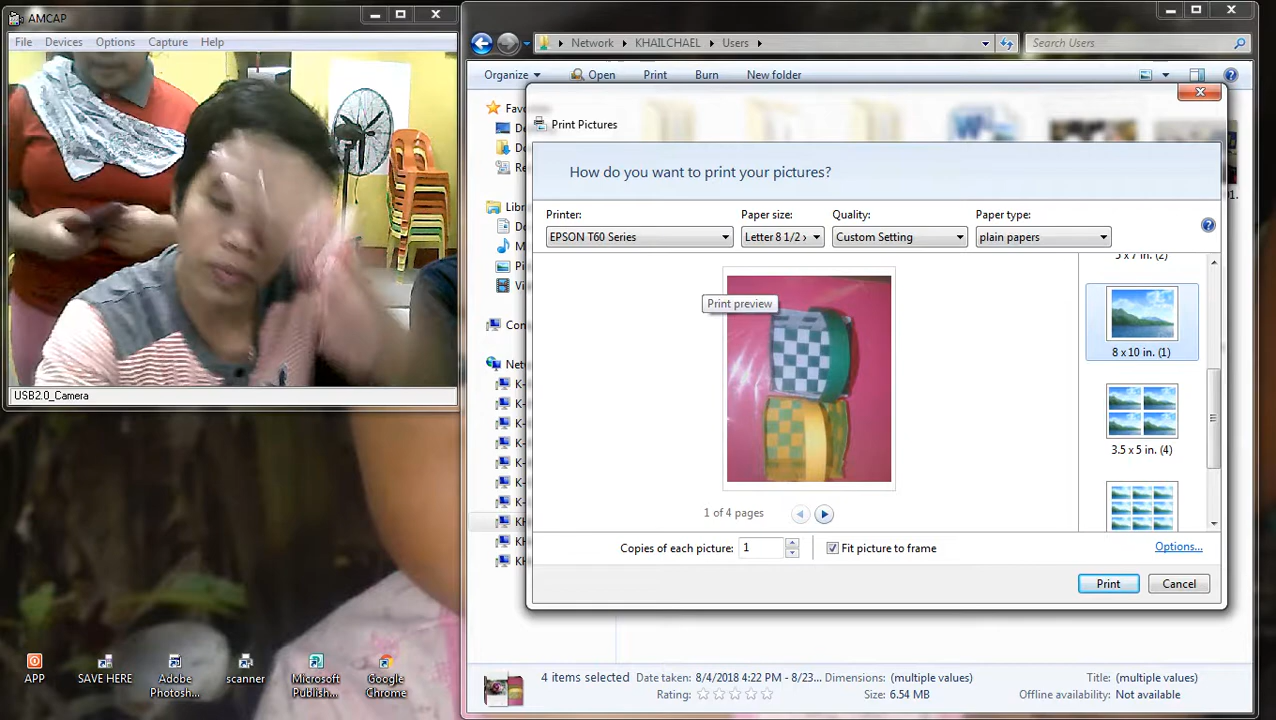 AMCAP
File Devices Options Capture Help
USB2.0_Camera
Network KHAILCHAEL Users
Search Users
Organize Open Print Burn New folder
Print Pictures
How do you want to print your pictures?
Printer: Paper size: Quality: Paper type:
EPSON T60 Series Letter 8 1/2 x Custom Setting plain papers
Print preview
8 x 10 in. (1)
3.5 x 5 in. (4)
1 of 4 pages
Copies of each picture: 1 Fit picture to frame Options...
Print Cancel
APP
SAVE HERE
Adobe
Photosh...
scanner
Microsoft
Publish...
Google
Chrome
4 items selected Date taken: 8/4/2018 4:22 PM - 8/23... Dimensions: (multiple values) Title: (multiple values)
Rating: Size: 6.54 MB Offline availability: Not available